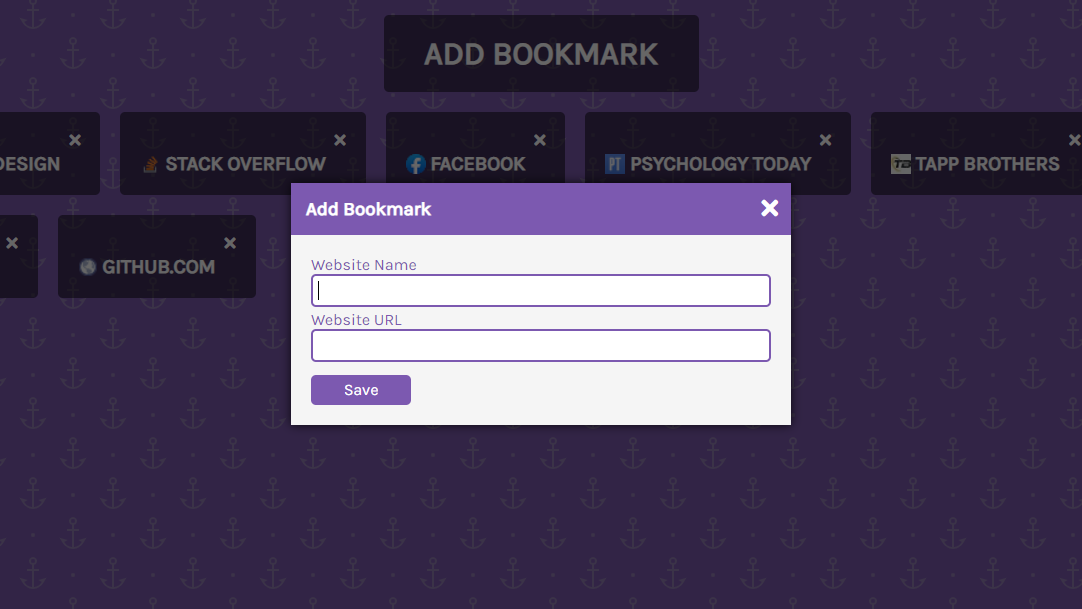 ADD BOOKMARK
DESIGN
STACK OVERFLOW
FACEBOOK
PT PSYCHOLOGY TODAY
TAPP BROTHERS
GITHUB.COM
Add Bookmark
Website Name
Website URL
Save